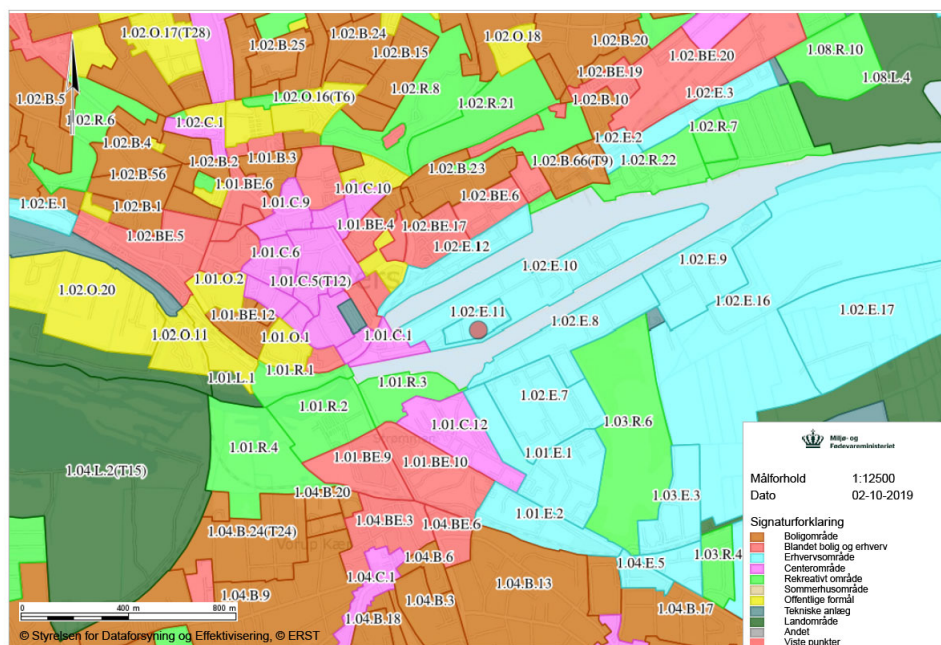 1.02.O.17(T28)
1.02.B.24
1.02.B.25
1.02.B.15
1.02.O.18
1.02.B.20
1.02.BE.20
1.08.R.10
1.02.BE.19
1.08.L.4
1.02.B.5
1.02.R.8
1.02.E.3
1.02.O.16(T6)
1.02.R.21
1.02.B.10
1.02.R.6
1.02.C.1
1.02.R.7
1.02.B.4
1.02.E.2
1.02.B.2
1.01.B.3
1.02.B.66(T9)
1.02.R.22
1.02.B.56
1.02.B.23
1.01.BE.6
1.01.C.10
1.02.BE.6
1.02.E.1
1.02.B.1
1.01.C.9
1.01.BE.4
1.02.BE.17
1.02.BE.5
1.02.E.12
1.01.C.6
1.02.E.9
1.02.E.10
Randers
1.01.O.2
1.01.C.5(T12)
1.02.O.20
1.02.E.16
1.02.E.11
1.02.E.17
1.01.BE.12
1.02.E.8
1.02.O.11
1.01.O.1
1.01.C.1
1.01.R.1
1.01.L.1
1.01.R.3
1.02.E.7
1.01.R.2
1.03.R.6
1.01.C.12
Strømmen
1.01.R.4
1.01.BE.9
1.01.E.1
1.01.BE.10
1.04.L.2(T15)
1.03.E.3
1.04.B.20
1.01.E.2
1.04.BE.3
1.04.BE.6
1.04.B.24(T24)
Vorup Kær
1.04.B.6
1.03.R.4
1.04.E.5
1.04.C.1
1.04.B.13
1.04.B.9
1.04.B.3
1.04.B.17
1.04.B.18
0 400 m 800 m
© Styrelsen for Dataforsyning og Effektivisering, © ERST
Miljø- og
Fødevareministeriet
Målforhold 1:12500
Dato 02-10-2019
Signaturforklaring
Boligområde
Blandet bolig og erhverv
Erhvervsområde
Centerområde
Rekreativt område
Sommerhusområde
Offentlige formål
Tekniske anlæg
Landområde
Andet
Viste punkter